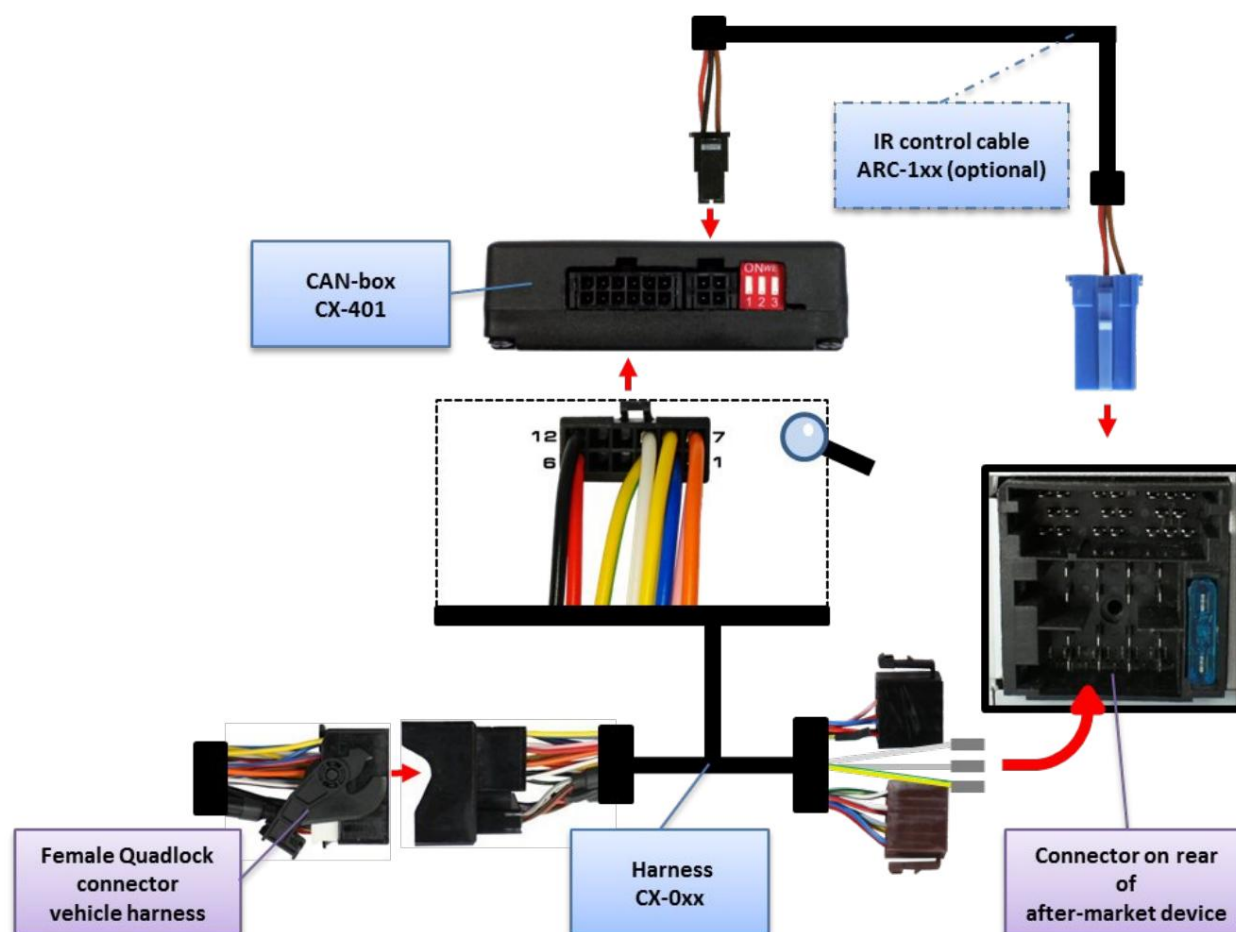 IR control cable
ARC-1xx (optional)
CAN-box
CX-401
ON
1 2 3
12
7
6
1
Female Quadlock
connector
vehicle harness
Harness
CX-0xx
Connector on rear
of
after-market device